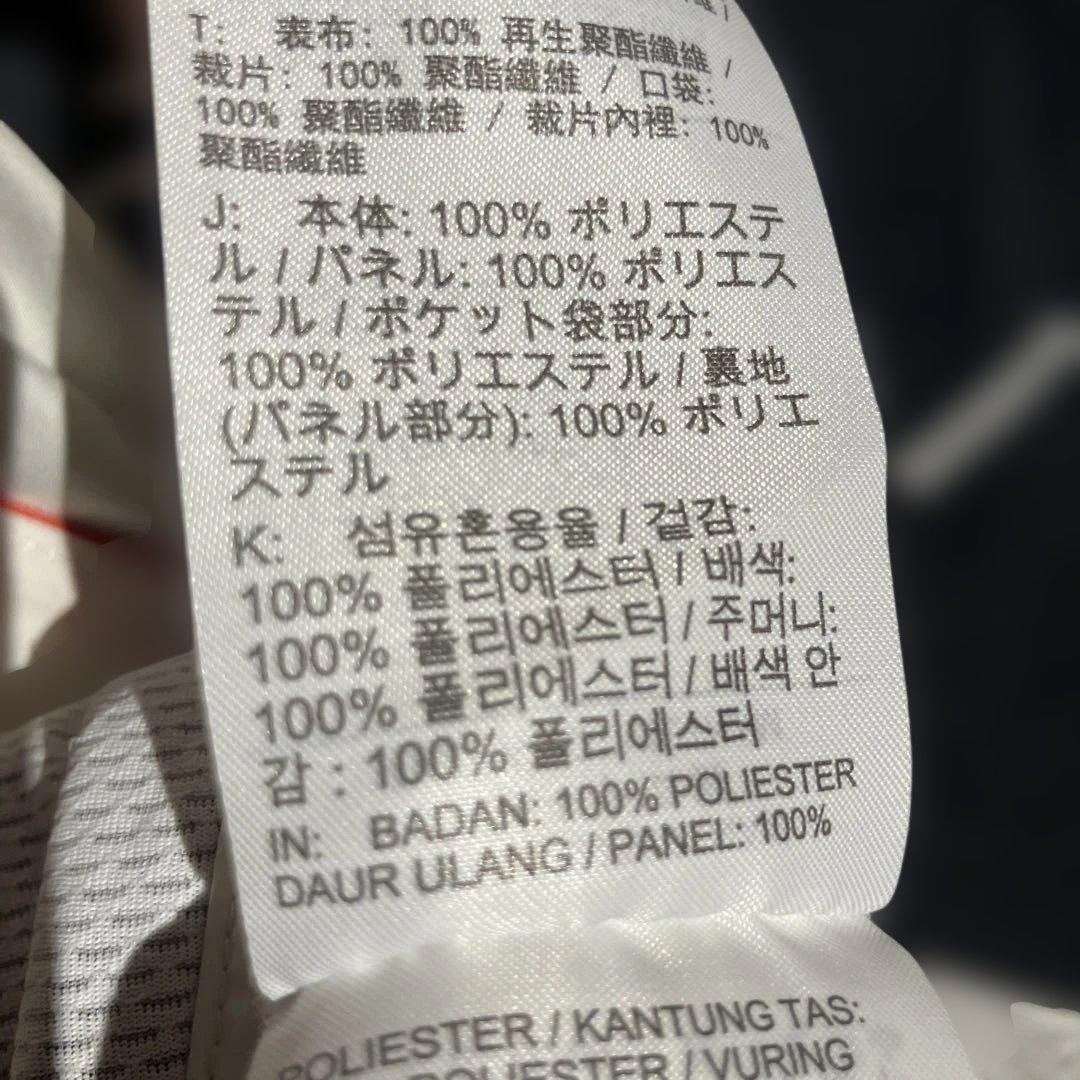 T: 表布: 100% 再生聚酯纖維 /
裁片: 100% 聚酯纖維 / 口袋:
100% 聚酯纖維 / 裁片內裡: 100%
聚酯纖維
J: 本体: 100% ポリエステ
ル / パネル: 100% ポリエス
テル / ポケット袋部分:
100% ポリエステル / 裏地
(パネル部分): 100% ポリエ
ステル
K: 섬유혼용율 / 겉감:
100% 폴리에스터 / 배색:
100% 폴리에스터 / 주머니:
100% 폴리에스터 / 배색 안
감 : 100% 폴리에스터
IN: BADAN: 100% POLIESTER
DAUR ULANG / PANEL: 100%
POLIESTER / KANTUNG TAS:
POLIESTER / VURING